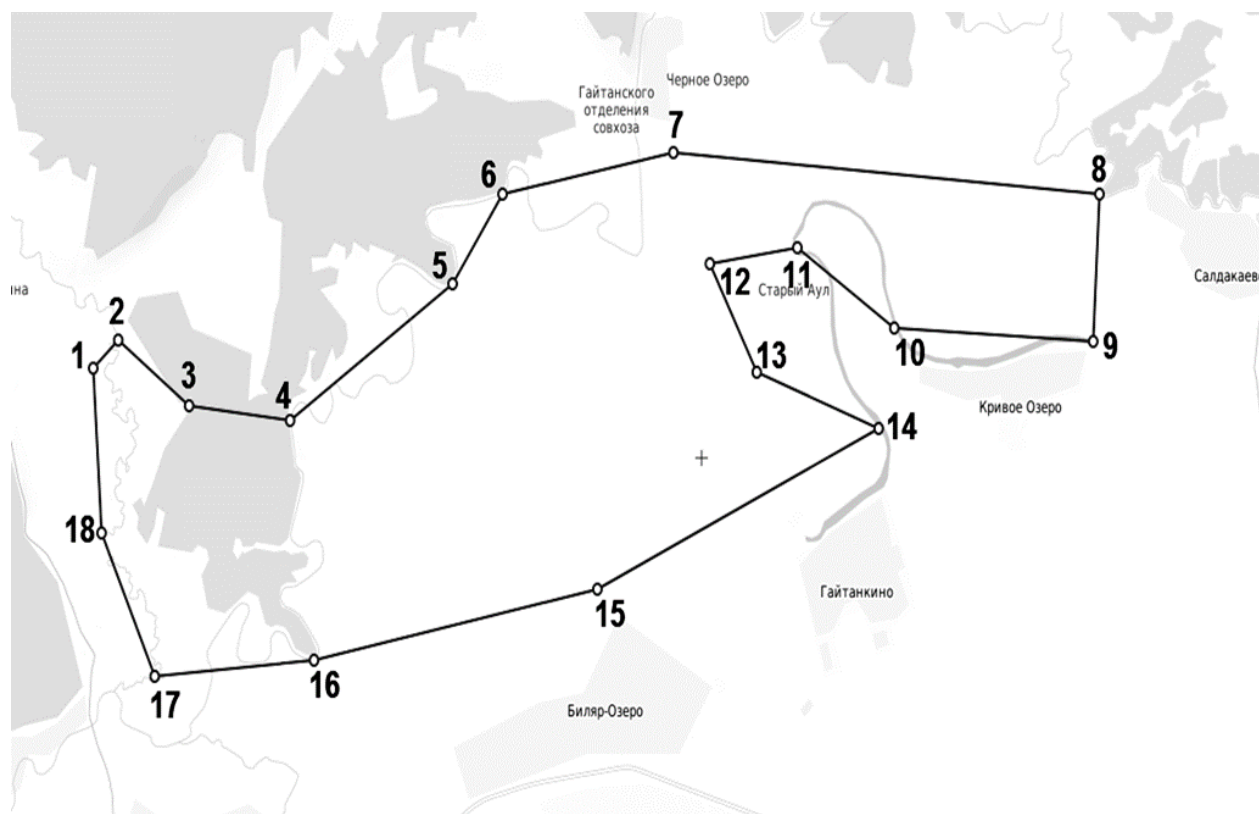 Черное Озеро
Гайтанского
отделения
совхоза
7
8
6
5
11
12
Старый Аул
Салдакаев
на
2
1
3
4
10
9
13
Кривое Озеро
14
18
Гайтанкино
15
16
17
Биляр-Озеро